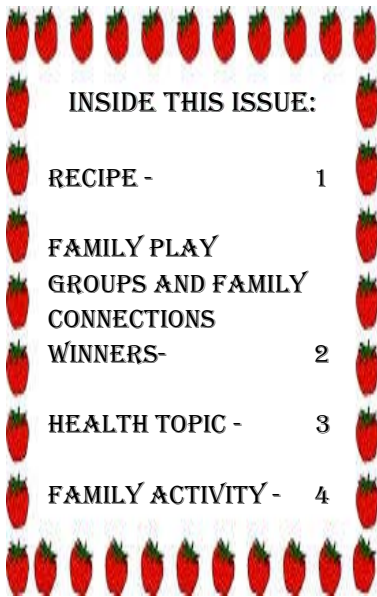 INSIDE THIS ISSUE:
RECIPE - 1
FAMILY PLAY
GROUPS AND FAMILY
CONNECTIONS
WINNERS- 2
HEALTH TOPIC - 3
FAMILY ACTIVITY - 4